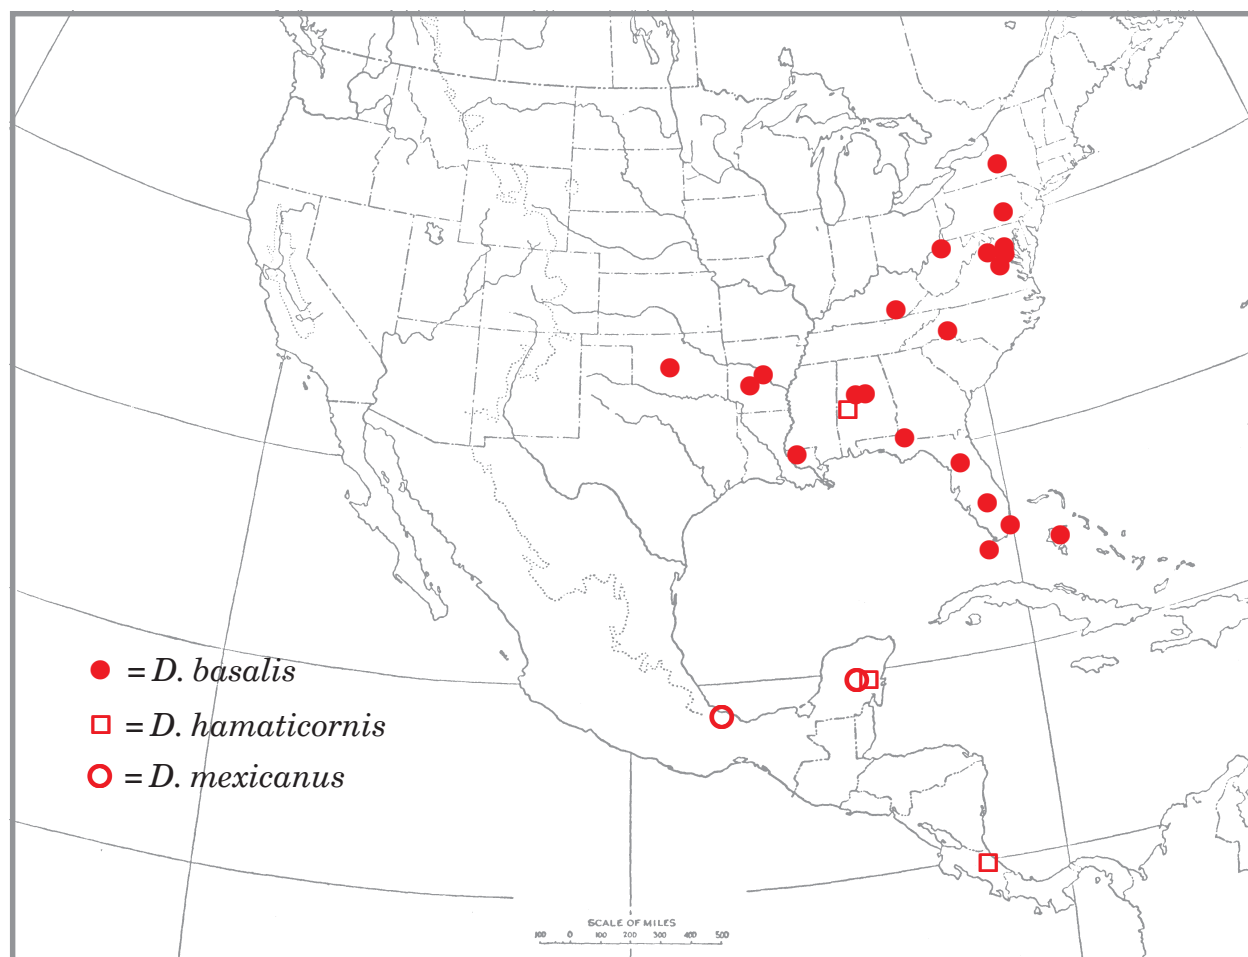 = D. basalis
= D. hamaticornis
= D. mexicanus
SCALE OF MILES
100 0 100 200 300 400 500